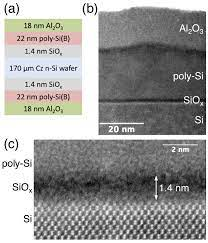 (a)
18 nm Al₂O₃
22 nm poly-Si(B)
1.4 nm SiOₓ
170 µm Cz n-Si wafer
1.4 nm SiOₓ
22 nm poly-Si(B)
18 nm Al₂O₃
(b)
Al₂O₃
poly-Si
SiOₓ
20 nm
Si
(c)
2 nm
poly-Si
SiOₓ
1.4 nm
Si